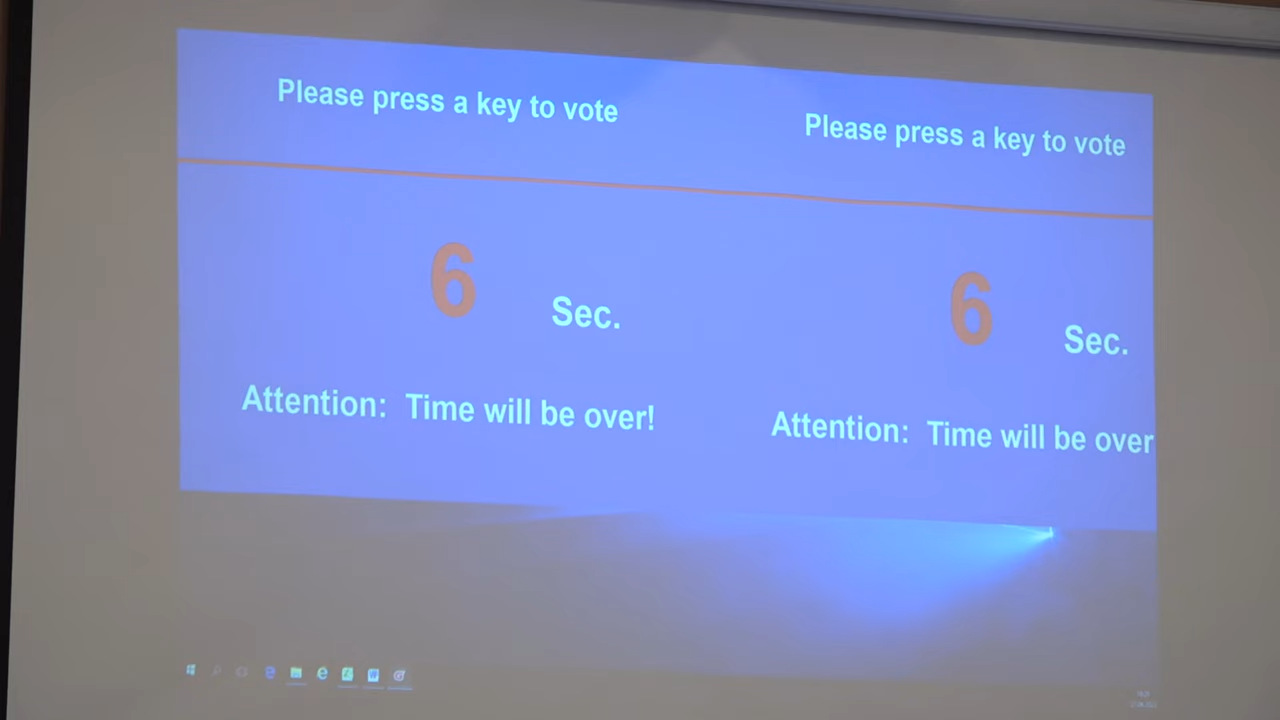 Please press a key to vote
6 Sec.
Attention: Time will be over!
Please press a key to vote
6 Sec.
Attention: Time will be over